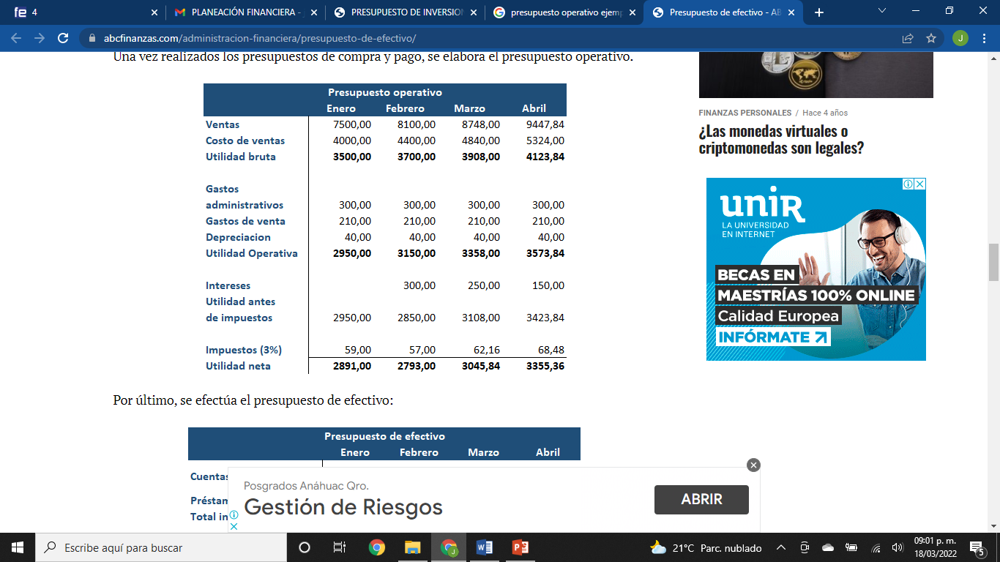 4
PLANEACIÓN FINANCIERA -
PRESUPUESTO DE INVERSION
presupuesto operativo ejemp
Presupuesto de efectivo - AB
abcfinanzas.com/administracion-financiera/presupuesto-de-efectivo/
J
Una vez realizados los presupuestos de compra y pago, se elabora el presupuesto operativo.
Presupuesto operativo
Enero Febrero Marzo Abril
Ventas 7500,00 8100,00 8748,00 9447,84
Costo de ventas 4000,00 4400,00 4840,00 5324,00
Utilidad bruta 3500,00 3700,00 3908,00 4123,84
Gastos
administrativos 300,00 300,00 300,00 300,00
Gastos de venta 210,00 210,00 210,00 210,00
Depreciacion 40,00 40,00 40,00 40,00
Utilidad Operativa 2950,00 3150,00 3358,00 3573,84
Intereses 300,00 250,00 150,00
Utilidad antes
de impuestos 2950,00 2850,00 3108,00 3423,84
Impuestos (3%) 59,00 57,00 62,16 68,48
Utilidad neta 2891,00 2793,00 3045,84 3355,36
Por último, se efectúa el presupuesto de efectivo:
Presupuesto de efectivo
Enero Febrero Marzo Abril
Cuentas
Préstam
Total in
FINANZAS PERSONALES / Hace 4 años
¿Las monedas virtuales o
criptomonedas son legales?
unir
LA UNIVERSIDAD
EN INTERNET
BECAS EN
MAESTRÍAS 100% ONLINE
Calidad Europea
INFÓRMATE
Posgrados Anáhuac Qro.
Gestión de Riesgos
ABRIR
Escribe aquí para buscar
21°C Parc. nublado
09:01 p. m.
18/03/2022
5